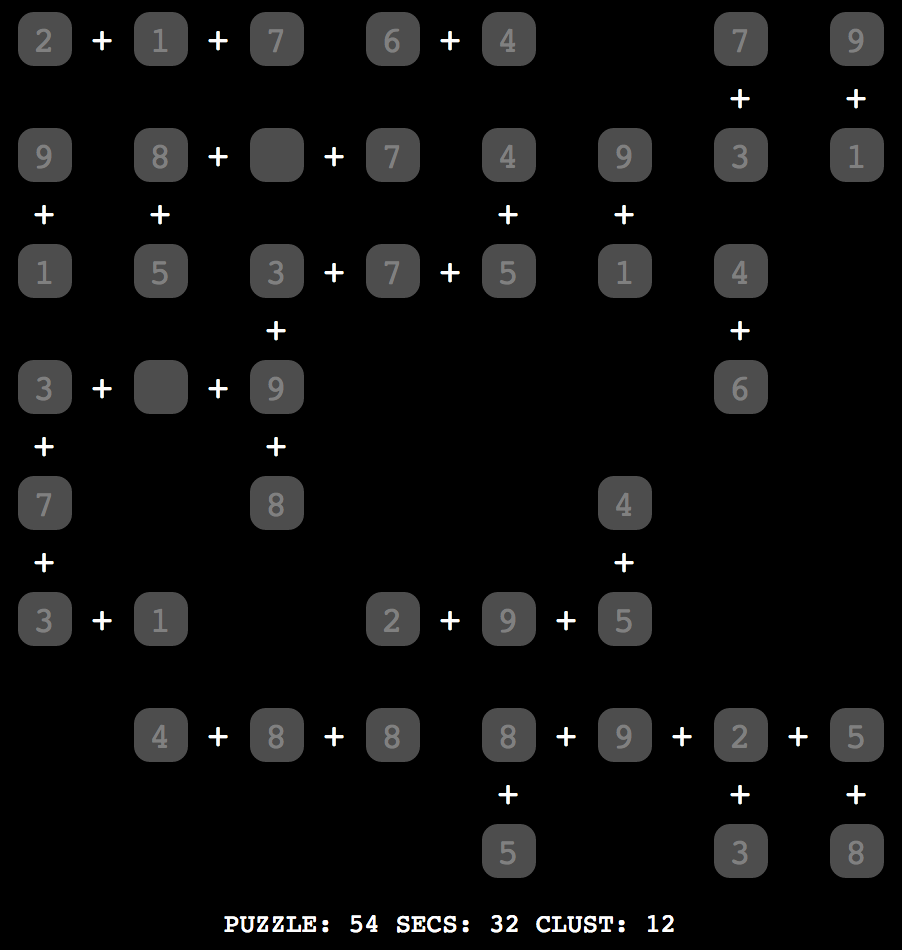 2 + 1 + 7 6 + 4 7 9
+ +
9 8 + + 7 4 9 3 1
+ + + +
1 5 3 + 7 + 5 1 4
+ +
3 + + 9 6
+ +
7 8 4
+ +
3 + 1 2 + 9 + 5
4 + 8 + 8 8 + 9 + 2 + 5
+ + +
5 3 8
PUZZLE: 54 SECS: 32 CLUST: 12